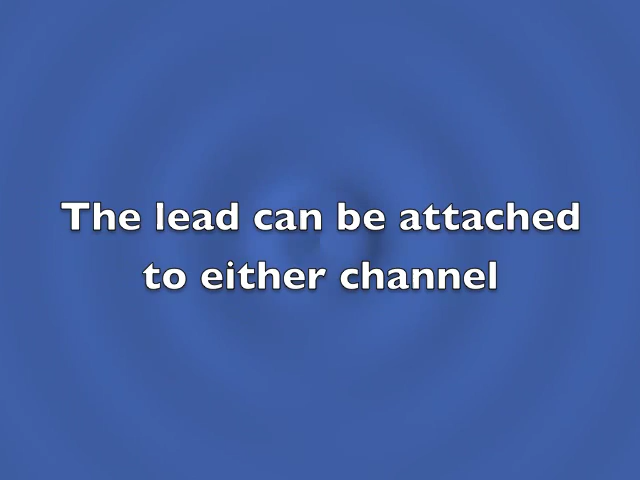 The lead can be attached
to either channel